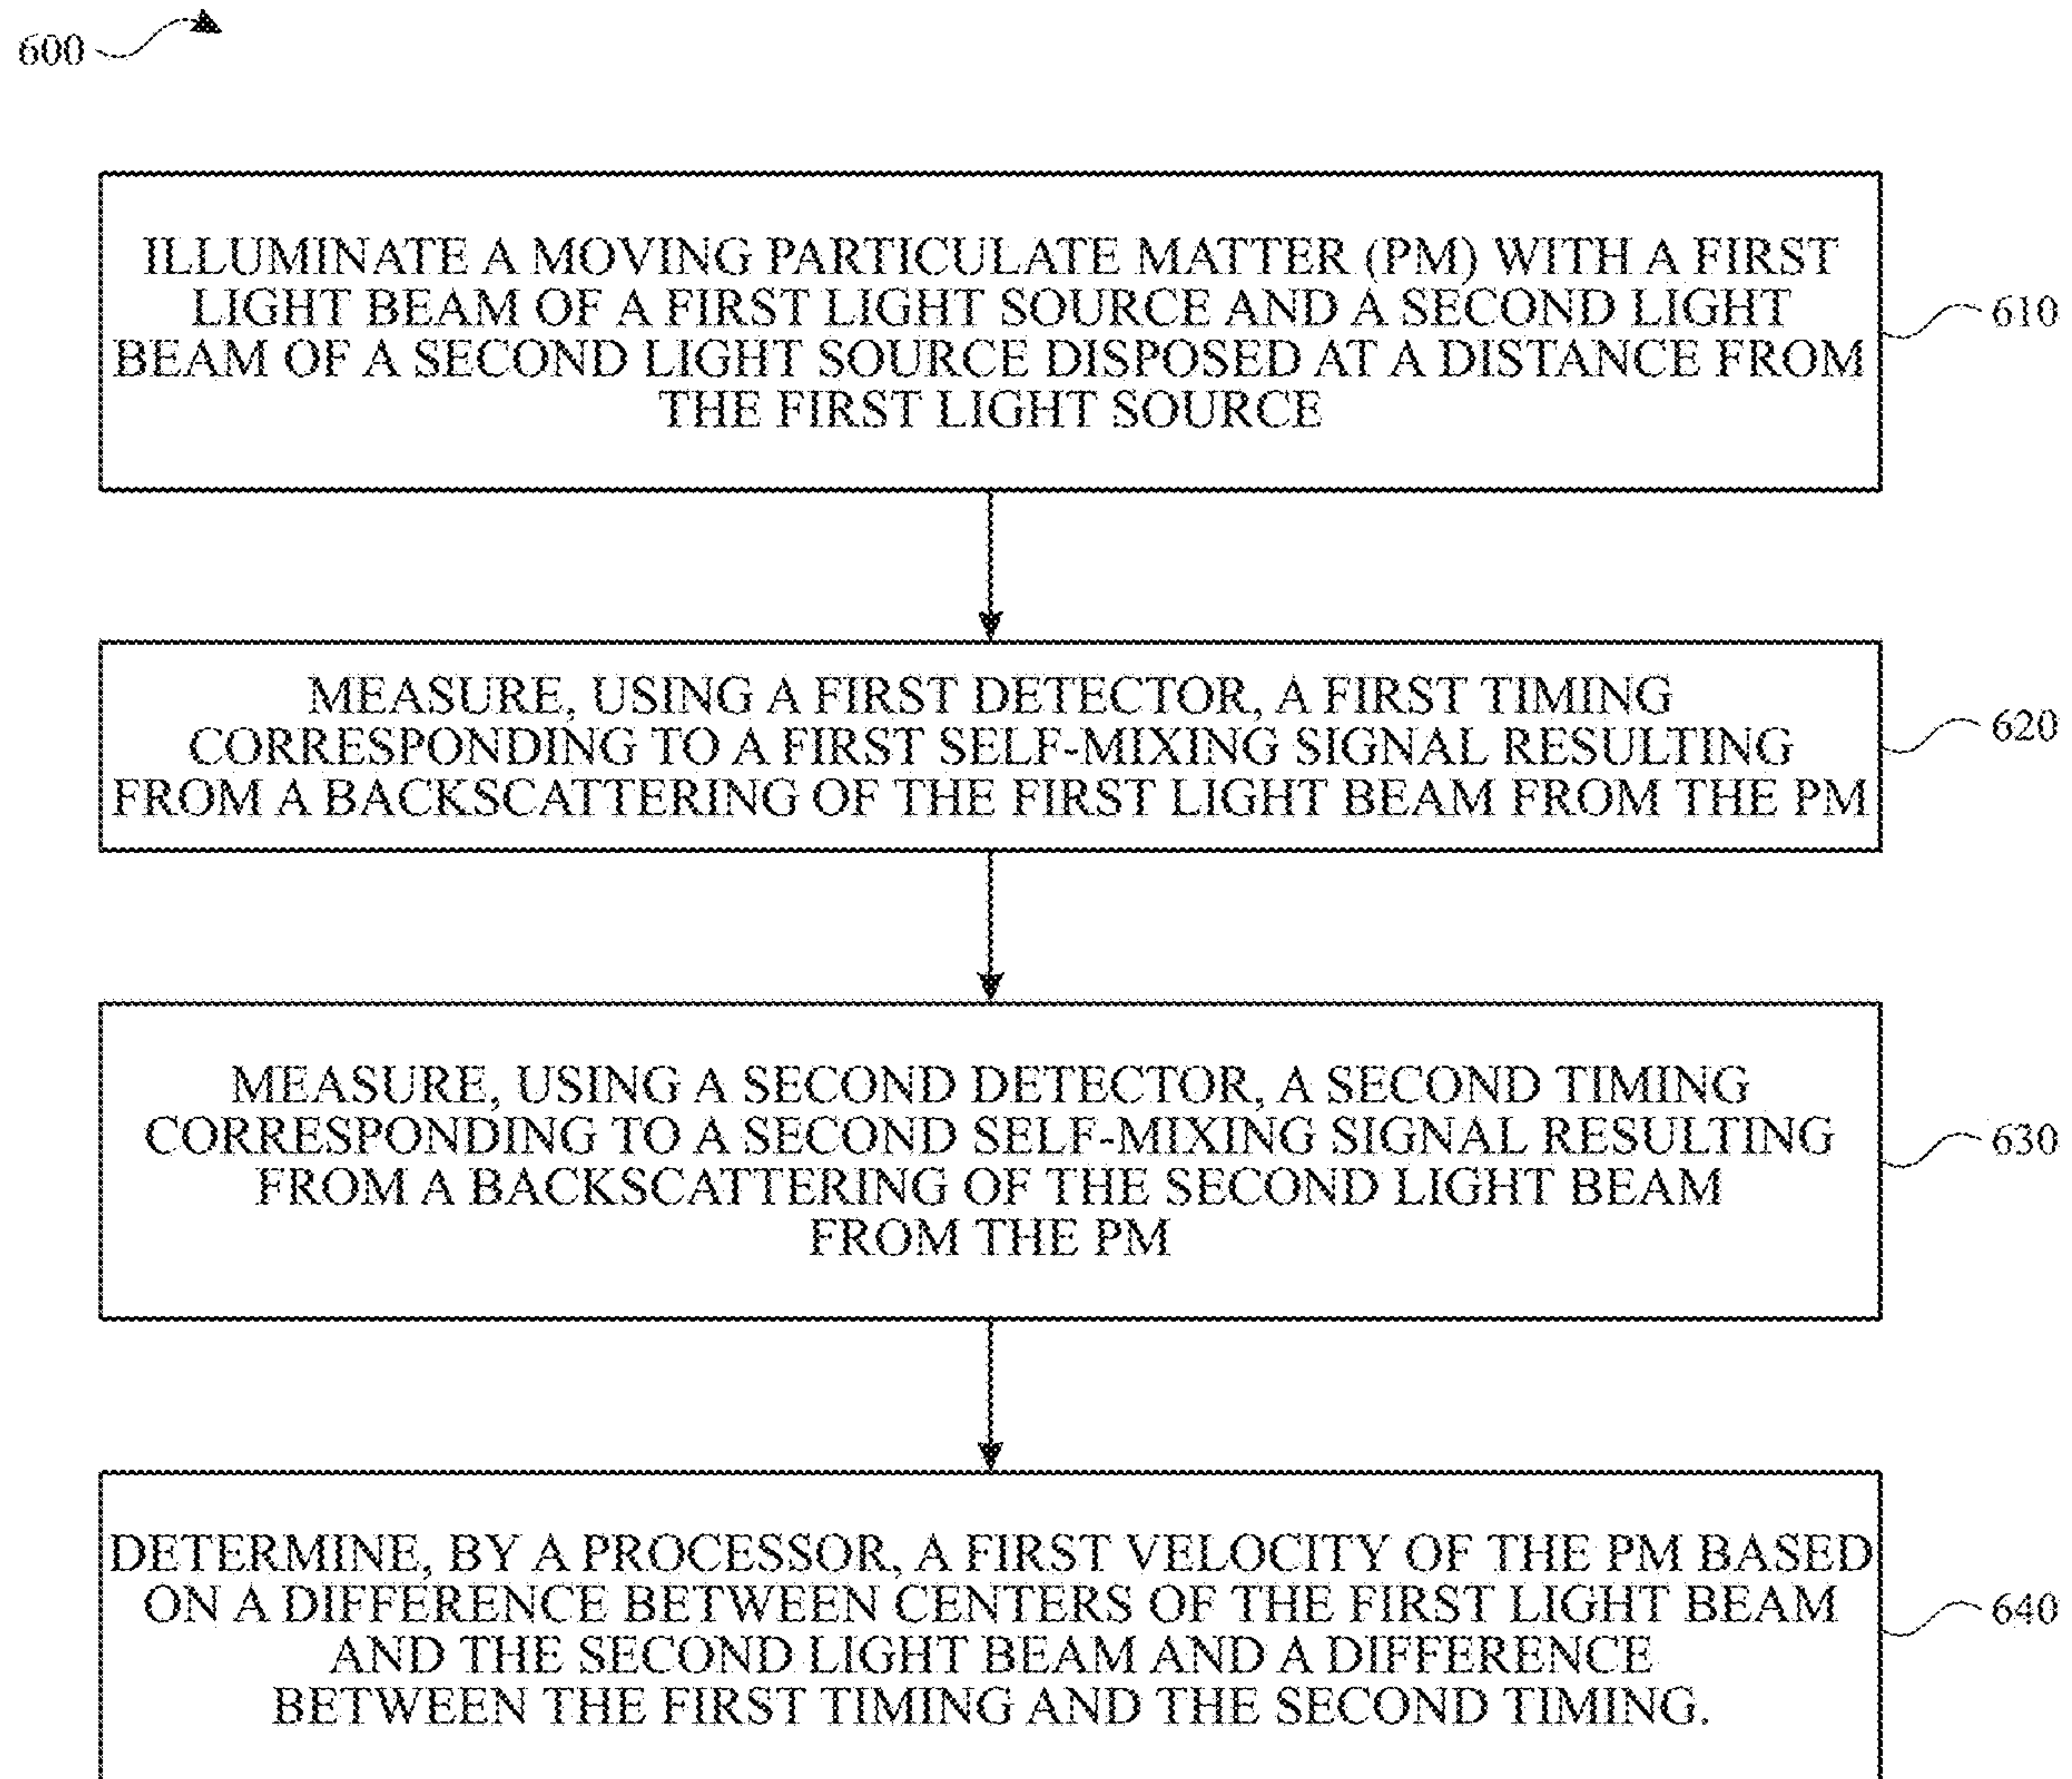 600
ILLUMINATE A MOVING PARTICULATE MATTER (PM) WITH A FIRST
LIGHT BEAM OF A FIRST LIGHT SOURCE AND A SECOND LIGHT
BEAM OF A SECOND LIGHT SOURCE DISPOSED AT A DISTANCE FROM
THE FIRST LIGHT SOURCE
610
MEASURE, USING A FIRST DETECTOR, A FIRST TIMING
CORRESPONDING TO A FIRST SELF-MIXING SIGNAL RESULTING
FROM A BACKSCATTERING OF THE FIRST LIGHT BEAM FROM THE PM
620
MEASURE, USING A SECOND DETECTOR, A SECOND TIMING
CORRESPONDING TO A SECOND SELF-MIXING SIGNAL RESULTING
FROM A BACKSCATTERING OF THE SECOND LIGHT BEAM
FROM THE PM
630
DETERMINE, BY A PROCESSOR, A FIRST VELOCITY OF THE PM BASED
ON A DIFFERENCE BETWEEN CENTERS OF THE FIRST LIGHT BEAM
AND THE SECOND LIGHT BEAM AND A DIFFERENCE
BETWEEN THE FIRST TIMING AND THE SECOND TIMING.
640